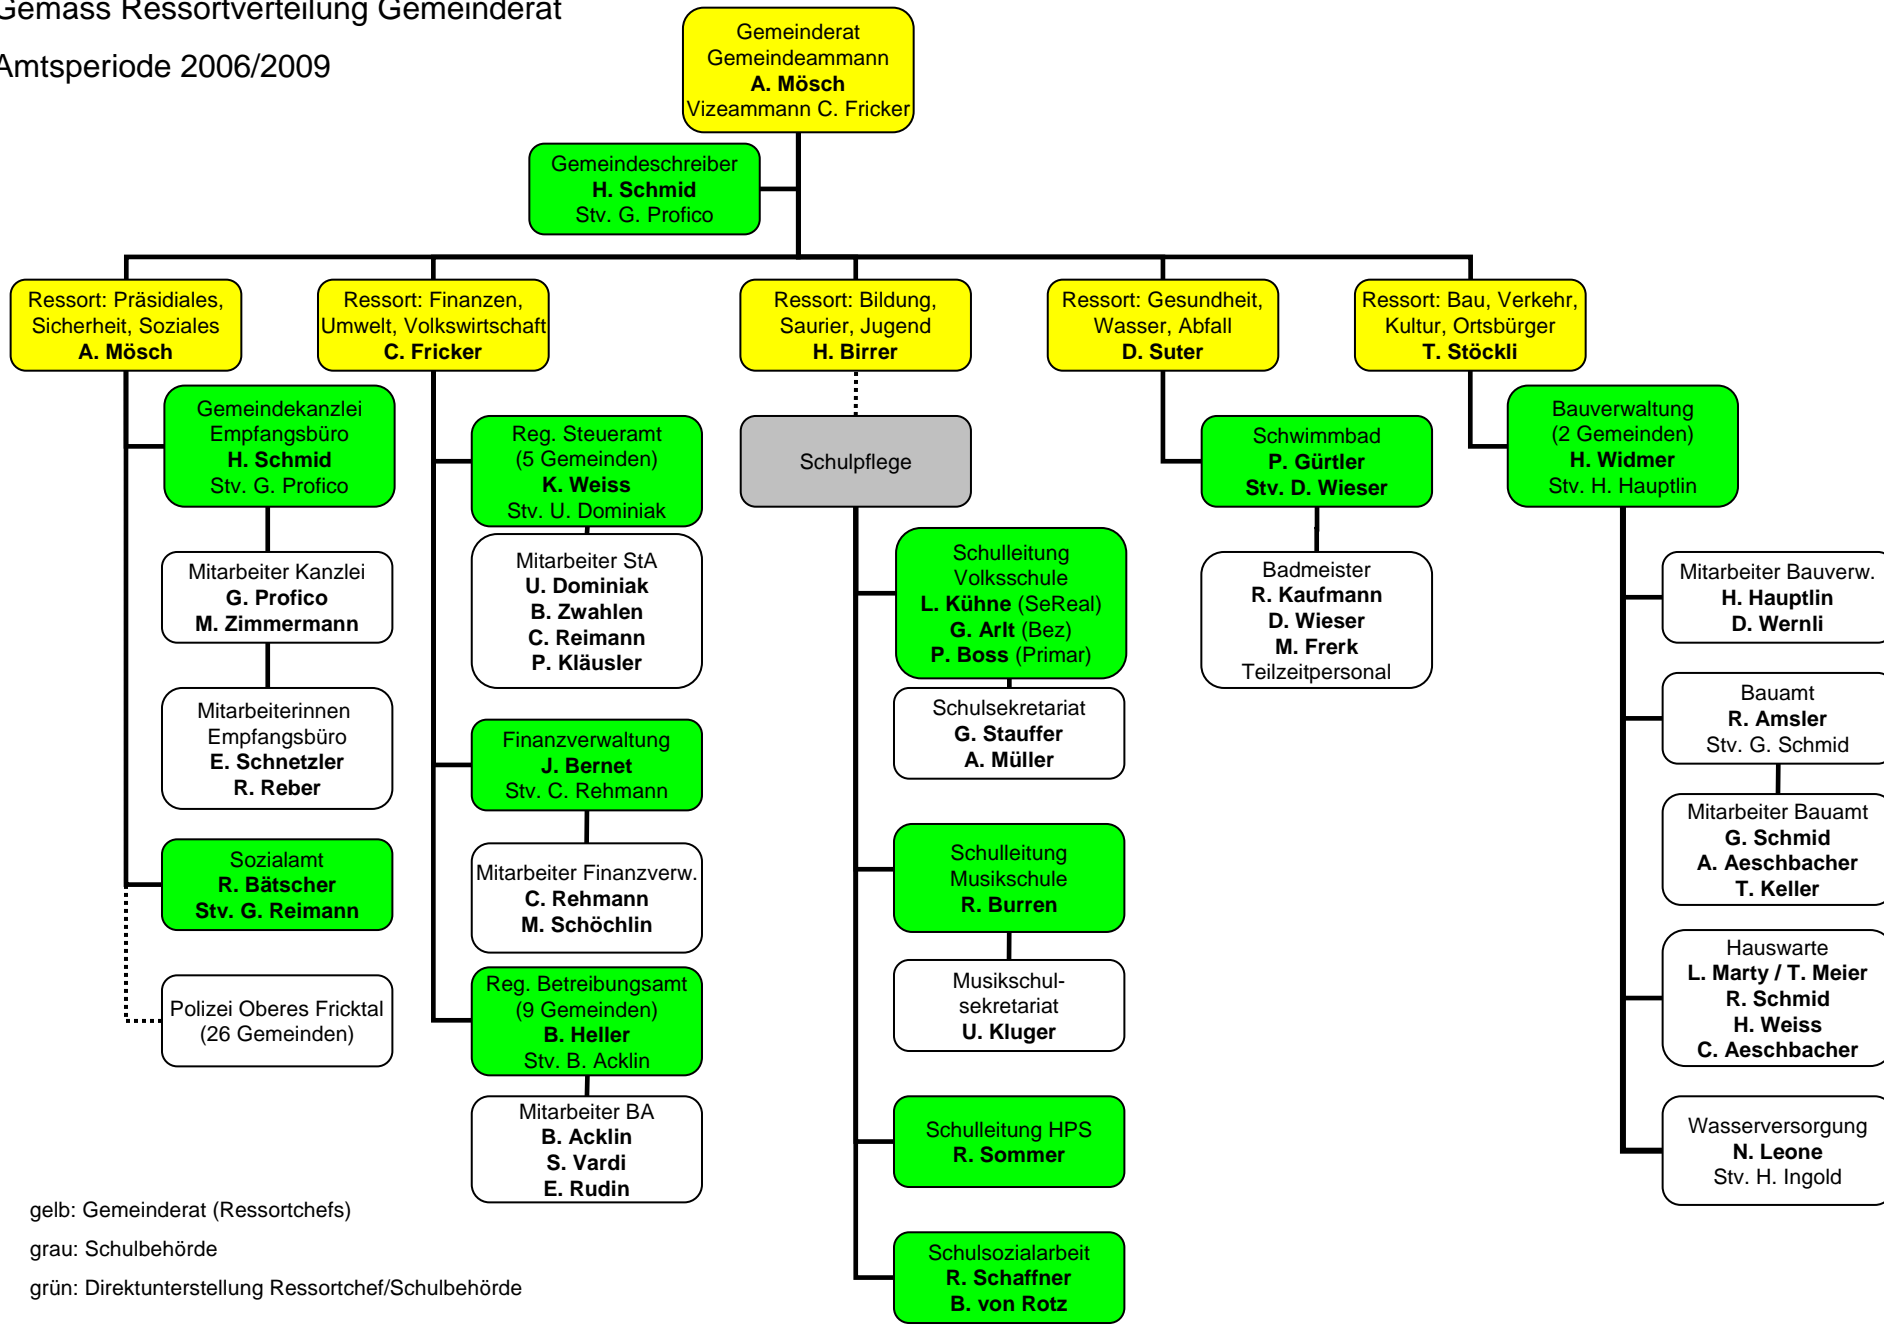 Gemäss Ressortverteilung Gemeinderat
Amtsperiode 2006/2009
Gemeinderat
Gemeindeammann
A. Mösch
Vizeammann C. Fricker
Gemeindeschreiber
H. Schmid
Stv. G. Profico
Ressort: Präsidiales,
Sicherheit, Soziales
A. Mösch
Ressort: Finanzen,
Umwelt, Volkswirtschaft
C. Fricker
Ressort: Bildung,
Saurier, Jugend
H. Birrer
Ressort: Gesundheit,
Wasser, Abfall
D. Suter
Ressort: Bau, Verkehr,
Kultur, Ortsbürger
T. Stöckli
Gemeindekanzlei
Empfangsbüro
H. Schmid
Stv. G. Profico
Mitarbeiter Kanzlei
G. Profico
M. Zimmermann
Mitarbeiterinnen
Empfangsbüro
E. Schnetzler
R. Reber
Sozialamt
R. Bätscher
Stv. G. Reimann
Polizei Oberes Fricktal
(26 Gemeinden)
Reg. Steueramt
(5 Gemeinden)
K. Weiss
Stv. U. Dominiak
Mitarbeiter StA
U. Dominiak
B. Zwahlen
C. Reimann
P. Kläusler
Finanzverwaltung
J. Bernet
Stv. C. Rehmann
Mitarbeiter Finanzverw.
C. Rehmann
M. Schöchlin
Reg. Betreibungsamt
(9 Gemeinden)
B. Heller
Stv. B. Acklin
Mitarbeiter BA
B. Acklin
S. Vardi
E. Rudin
Schulpflege
Schulleitung
Volksschule
L. Kühne (SeReal)
G. Arlt (Bez)
P. Boss (Primar)
Schulsekretariat
G. Stauffer
A. Müller
Schulleitung
Musikschule
R. Burren
Musikschul-
sekretariat
U. Kluger
Schulleitung HPS
R. Sommer
Schulsozialarbeit
R. Schaffner
B. von Rotz
Schwimmbad
P. Gürtler
Stv. D. Wieser
Badmeister
R. Kaufmann
D. Wieser
M. Frerk
Teilzeitpersonal
Bauverwaltung
(2 Gemeinden)
H. Widmer
Stv. H. Hauptlin
Mitarbeiter Bauverw.
H. Hauptlin
D. Wernli
Bauamt
R. Amsler
Stv. G. Schmid
Mitarbeiter Bauamt
G. Schmid
A. Aeschbacher
T. Keller
Hauswarte
L. Marty / T. Meier
R. Schmid
H. Weiss
C. Aeschbacher
Wasserversorgung
N. Leone
Stv. H. Ingold
gelb: Gemeinderat (Ressortchefs)
grau: Schulbehörde
grün: Direktunterstellung Ressortchef/Schulbehörde